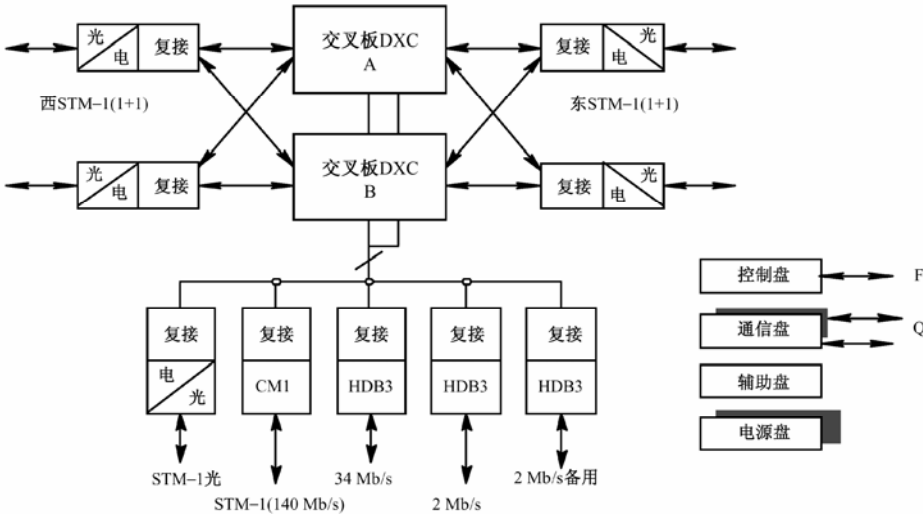 光
电
复接
交叉板DXC
A
复接
光
电
西STM-1(1+1)
东STM-1(1+1)
光
电
复接
交叉板DXC
B
复接
光
电
控制盘
F
通信盘
Q
辅助盘
电源盘
复接
复接
复接
复接
复接
电
光
CM1
HDB3
HDB3
HDB3
STM-1光
34 Mb/s
2 Mb/s备用
STM-1(140 Mb/s)
2 Mb/s